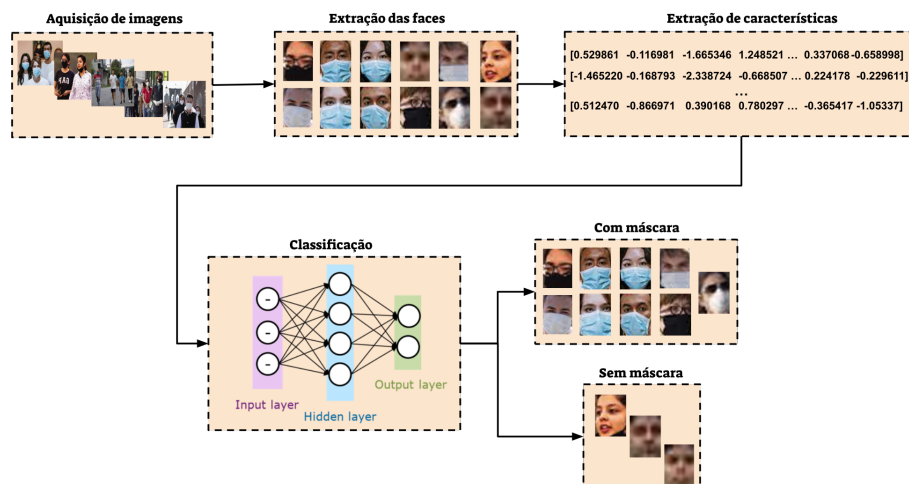 Aquisição de imagens
Extração das faces
Extração de características
[0.529861 -0.116981 -1.665346 1.248521 ... 0.337068 -0.658998]
[-1.465220 -0.168793 -2.338724 -0.668507 ... 0.224178 -0.229611]
...
[0.512470 -0.866971 0.390168 0.780297 ... -0.365417 -1.05337]
Classificação
Input layer
Hidden layer
Output layer
Com máscara
Sem máscara